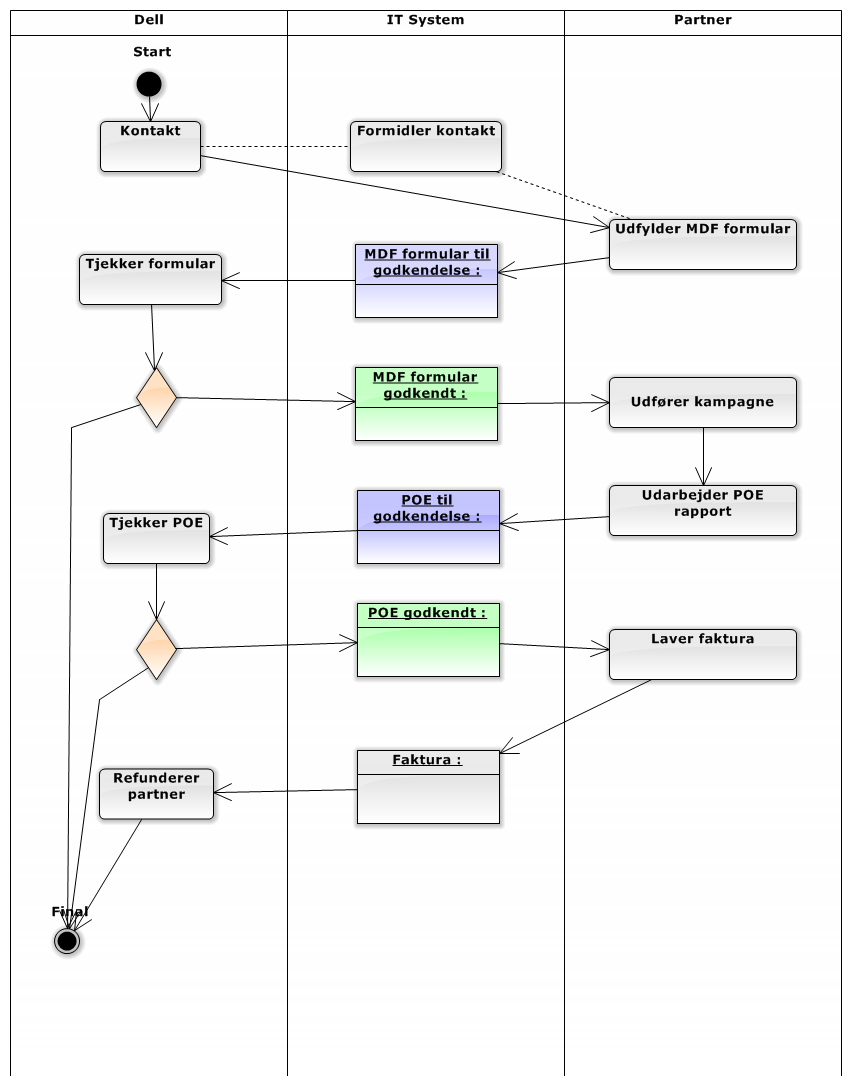 Dell
IT System
Partner
Start
Kontakt
Formidler kontakt
Udfylder MDF formular
MDF formular til
godkendelse :
Tjekker formular
MDF formular
godkendt :
Udfører kampagne
Udarbejder POE
rapport
POE til
godkendelse :
Tjekker POE
POE godkendt :
Laver faktura
Faktura :
Refunderer
partner
Final